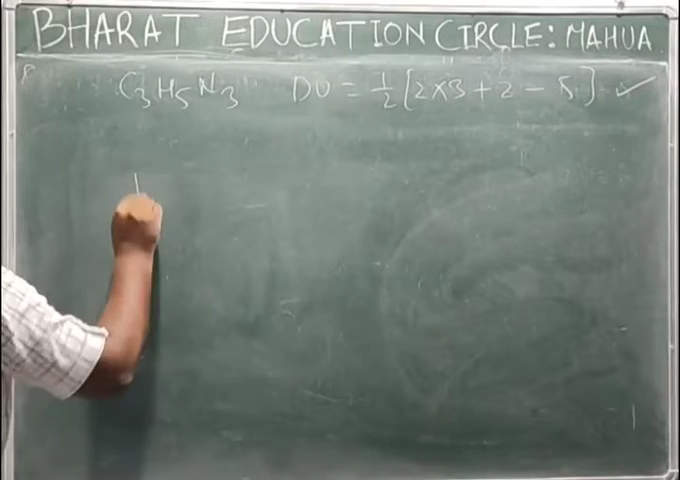 BHARAT EDUCATION CIRCLE: MAHUA
C3H5N3 DU = 1/2 [2×3+2-5] ✓